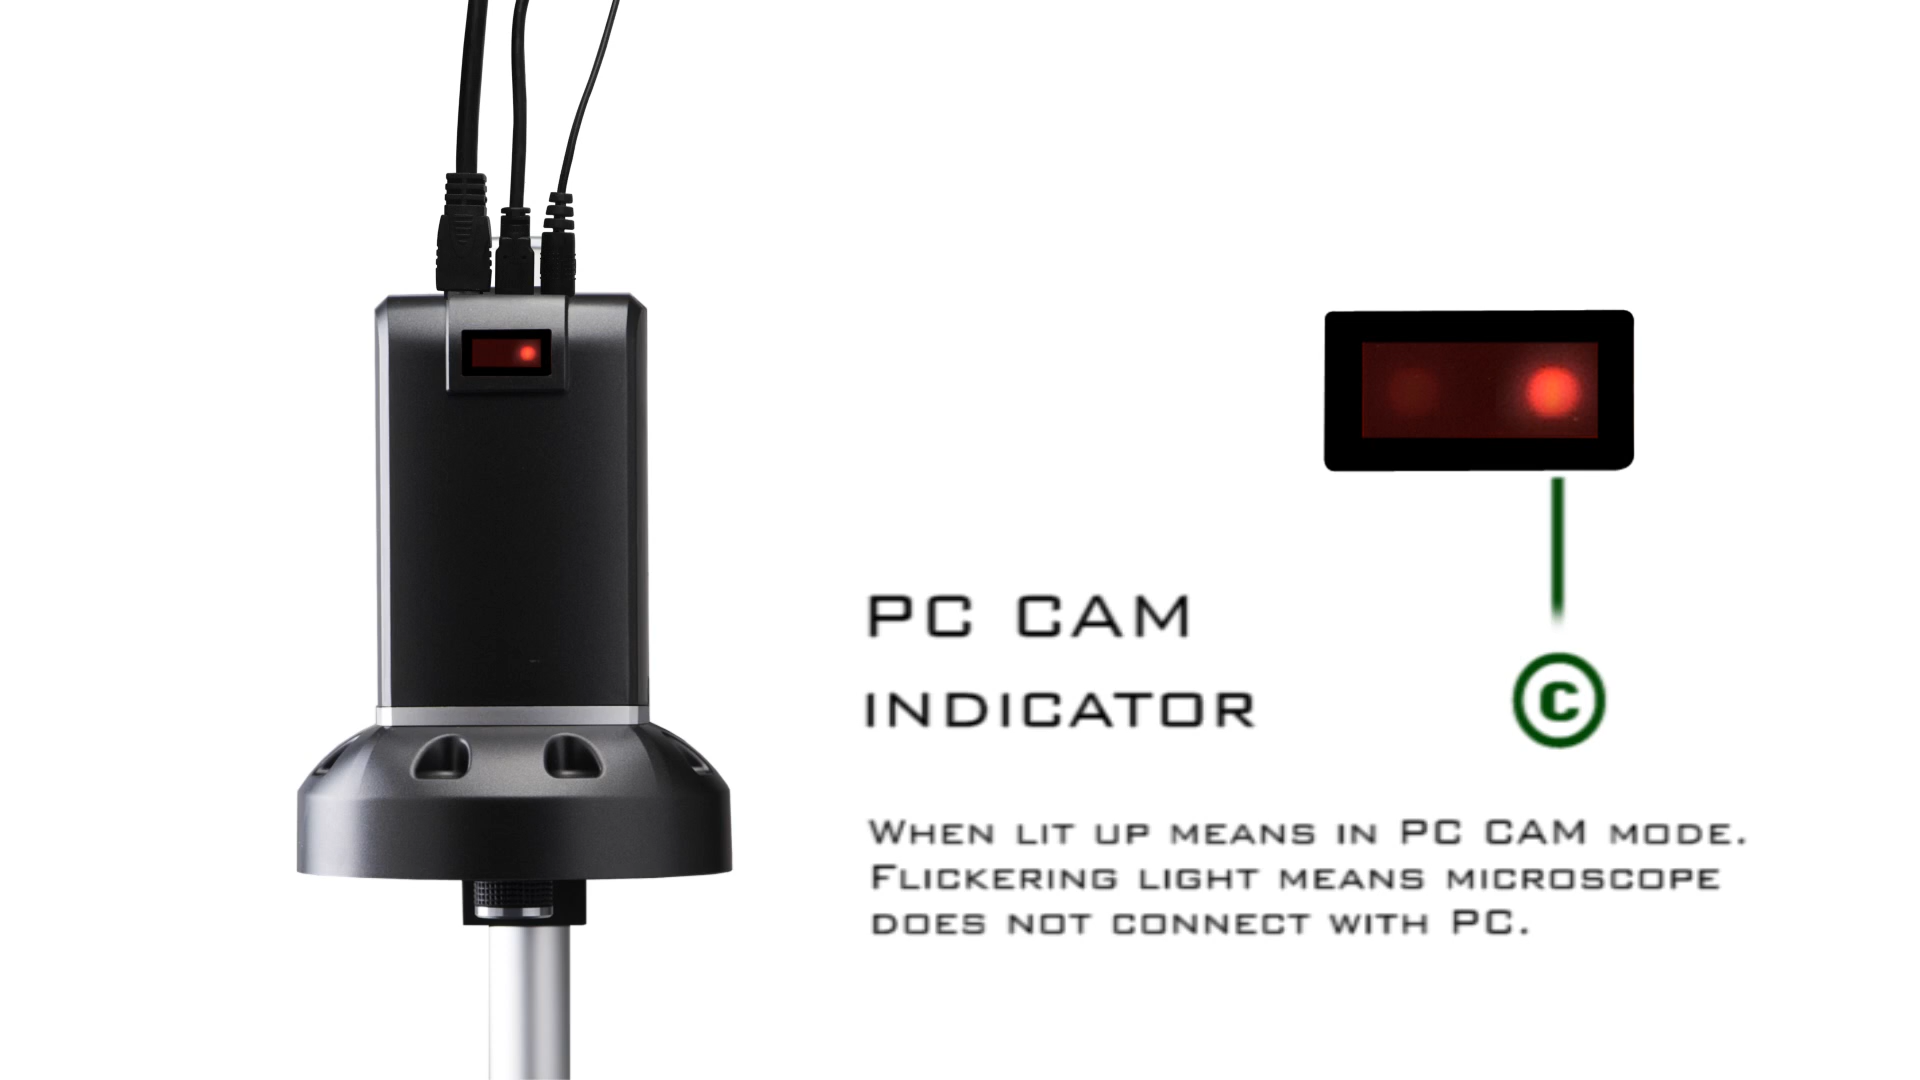 PC CAM
INDICATOR
©
WHEN LIT UP MEANS IN PC CAM MODE.
FLICKERING LIGHT MEANS MICROSCOPE
DOES NOT CONNECT WITH PC.